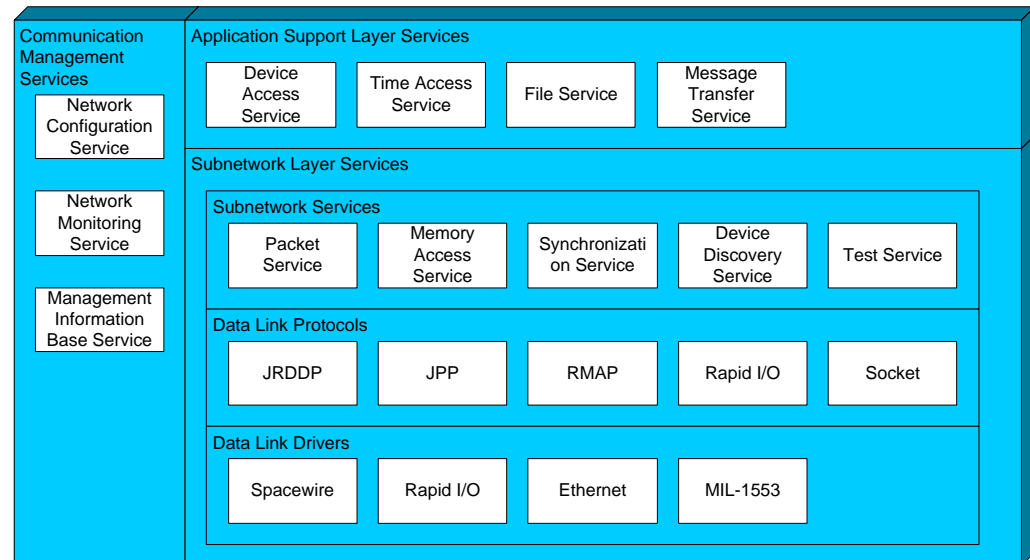 Communication
Management
Services
Network
Configuration
Service
Network
Monitoring
Service
Management
Information
Base Service
Application Support Layer Services
Device
Access
Service
Time Access
Service
File Service
Message
Transfer
Service
Subnetwork Layer Services
Subnetwork Services
Packet
Service
Memory
Access
Service
Synchronizati
on Service
Device
Discovery
Service
Test Service
Data Link Protocols
JRDDP
JPP
RMAP
Rapid I/O
Socket
Data Link Drivers
Spacewire
Rapid I/O
Ethernet
MIL-1553